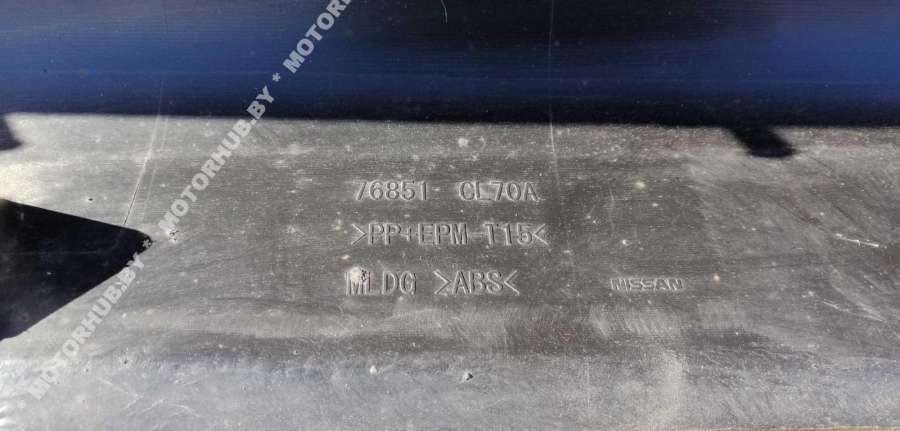 MOTORHUB.BY * MOTORHUB.BY * MOTORHUB.BY
76851 CL70A
>PP+EPM-T15<
MLDG >ABS<
NISSAN